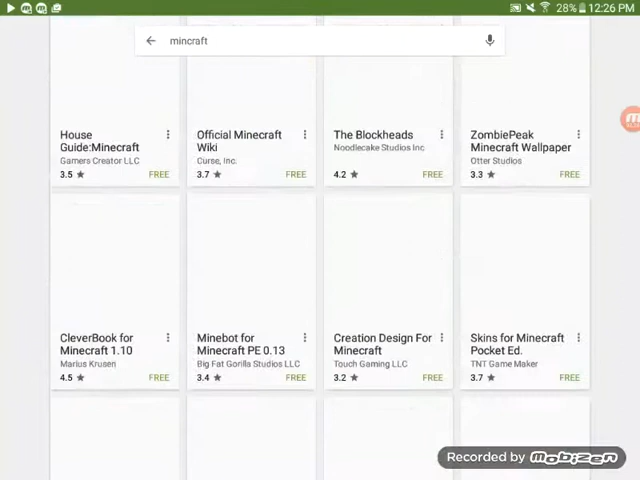 28% 12:26 PM
mincraft
House Guide:Minecraft
Gamers Creator LLC
3.5 FREE
Official Minecraft Wiki
Curse, Inc.
3.7 FREE
The Blockheads
Noodlecake Studios Inc
4.2 FREE
ZombiePeak Minecraft Wallpaper
Otter Studios
3.3 FREE
CleverBook for Minecraft 1.10
Marius Krusen
4.5 FREE
Minebot for Minecraft PE 0.13
Big Fat Gorilla Studios LLC
3.4 FREE
Creation Design For Minecraft
Touch Gaming LLC
3.2 FREE
Skins for Minecraft Pocket Ed.
TNT Game Maker
3.7 FREE
Recorded by Mobizen